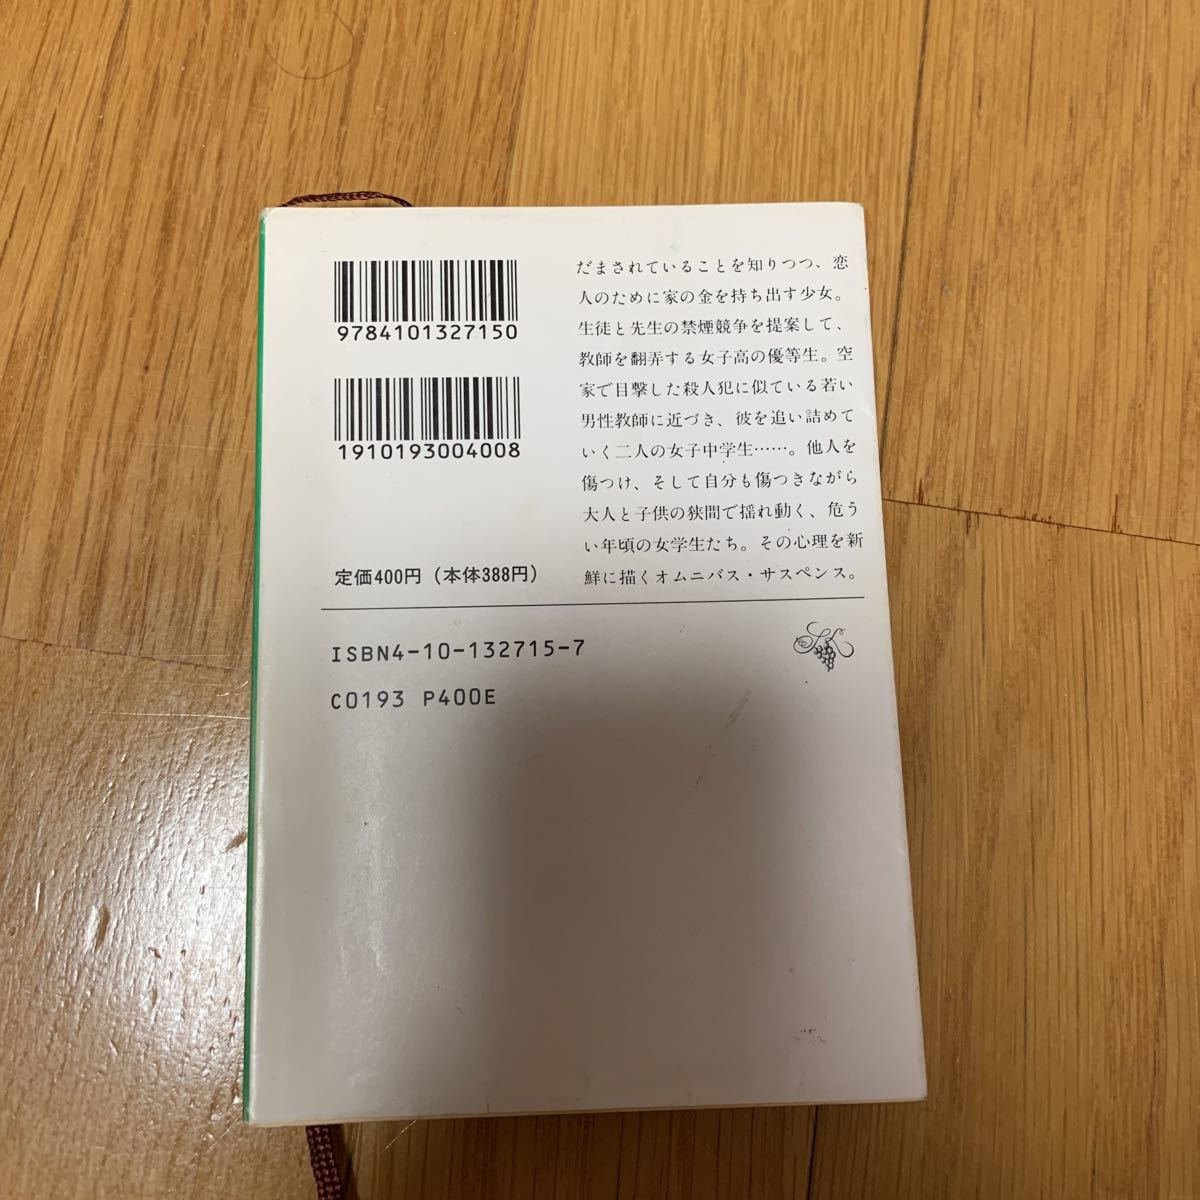 9784101327150
1910193004008
定価400円（本体388円）
だまされていることを知りつつ、恋
人のために家の金を持ち出す少女。
生徒と先生の禁煙競争を提案して、
教師を翻弄する女子高の優等生。空
家で目撃した殺人犯に似ている若い
男性教師に近づき、彼を追い詰めて
いく二人の女子中学生……。他人を
傷つけ、そして自分も傷つきながら
大人と子供の狭間で揺れ動く、危う
い年頃の女学生たち。その心理を新
鮮に描くオムニバス・サスペンス。
ISBN4-10-132715-7
C0193 P400E